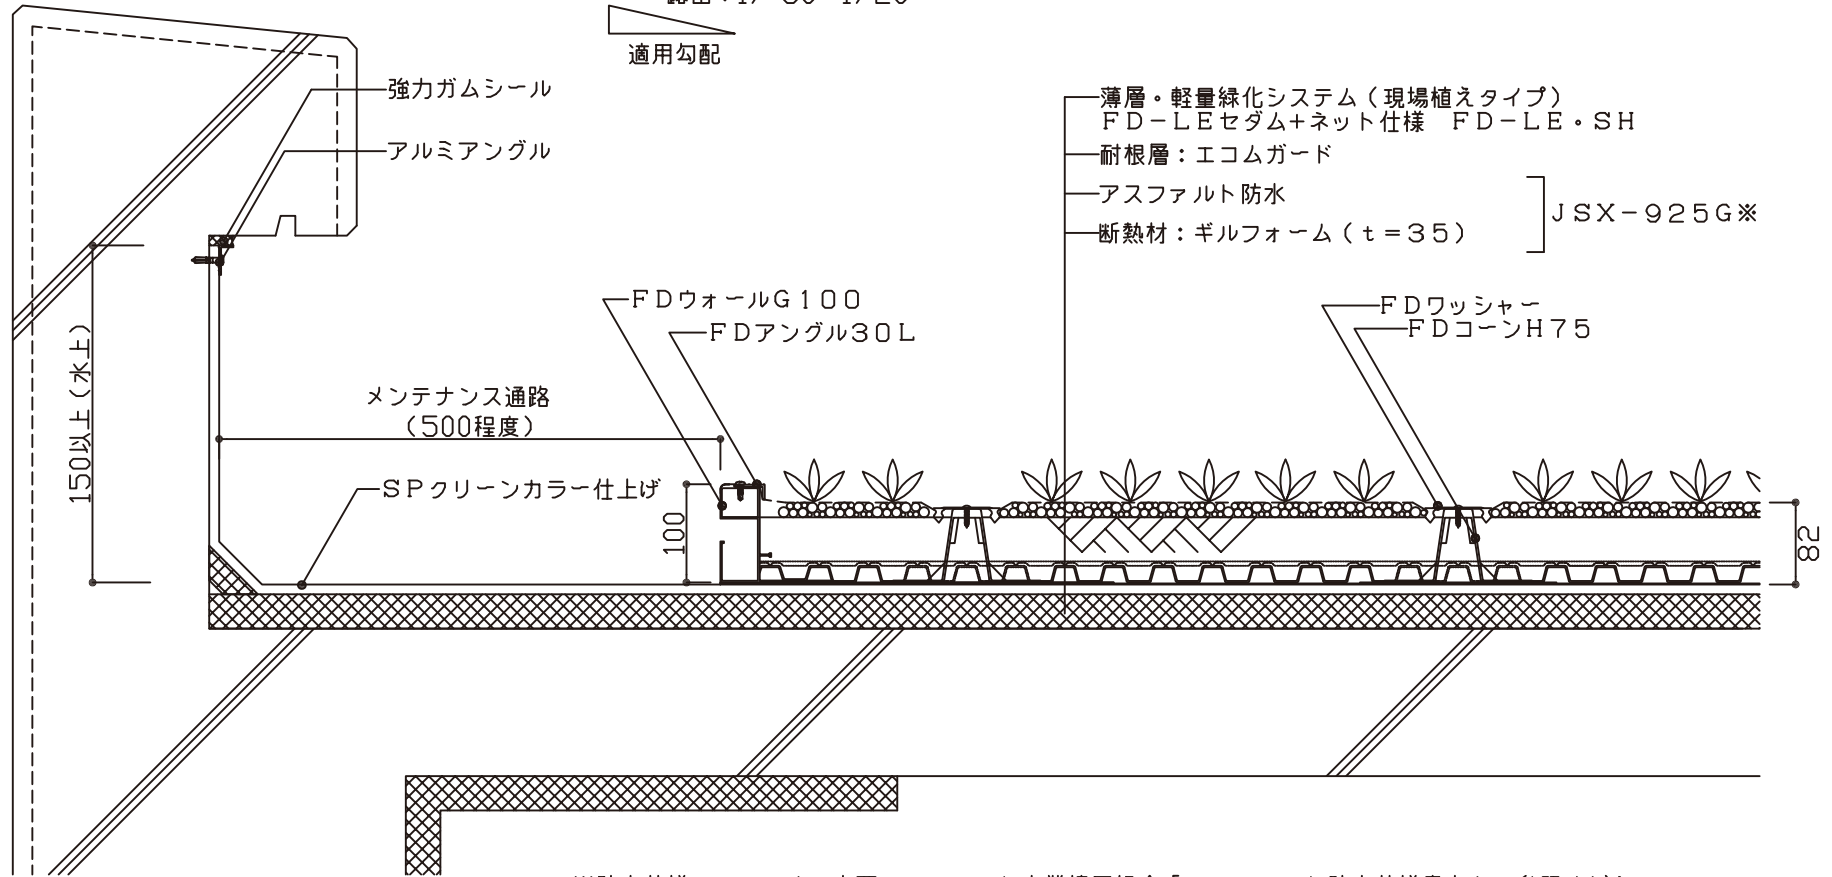 適用勾配
強力ガムシール
アルミアングル
薄層・軽量緑化システム（現場植えタイプ）
ＦＤ－ＬＥセダム＋ネット仕様　ＦＤ－ＬＥ・ＳＨ
耐根層：エコムガード
アスファルト防水
断熱材：ギルフォーム（ｔ＝３５）
ＪＳＸ－９２５Ｇ※
ＦＤウォールＧ１００
ＦＤアングル３０Ｌ
ＦＤワッシャー
ＦＤコーンＨ７５
150以上（水上）
メンテナンス通路
（500程度）
ＳＰクリーンカラー仕上げ
100
82